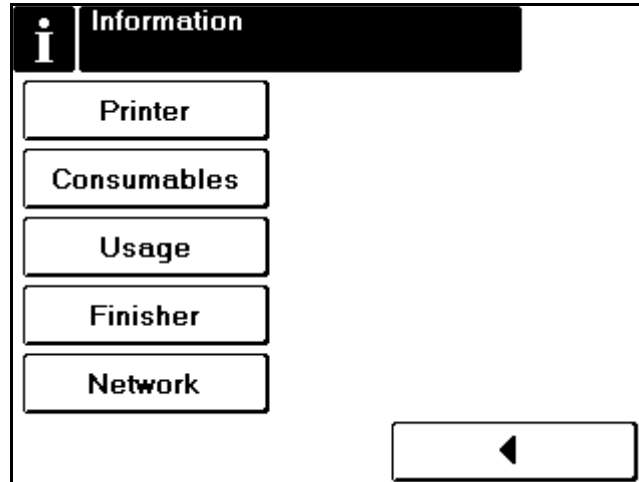 i
Information
Printer
Consumables
Usage
Finisher
Network